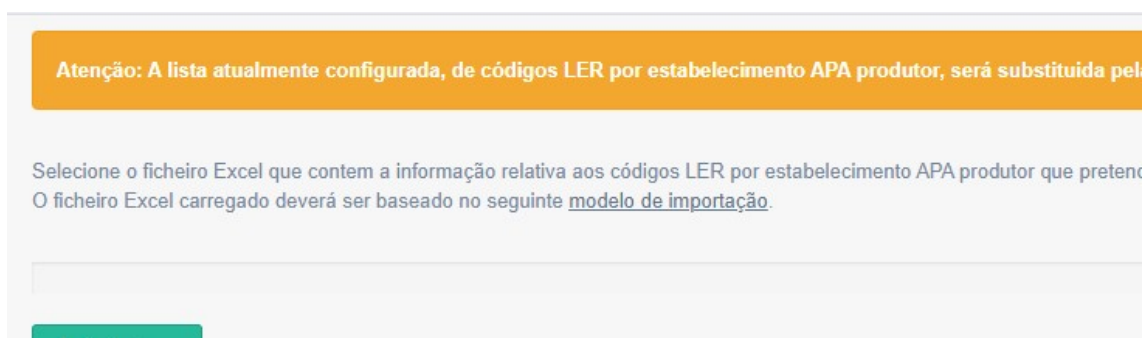 Atenção: A lista atualmente configurada, de códigos LER por estabelecimento APA produtor, será substituida
Selecione o ficheiro Excel que contem a informação relativa aos códigos LER por estabelecimento APA produtor que
O ficheiro Excel carregado deverá ser baseado no seguinte modelo de importação.